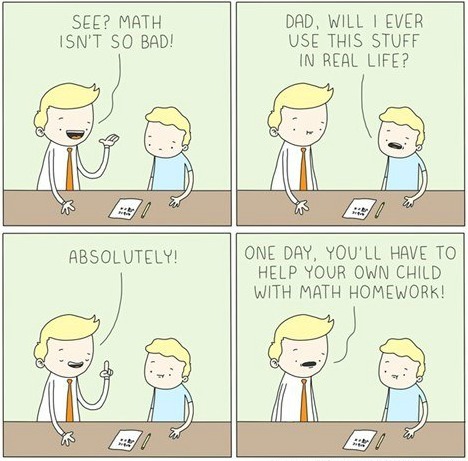 SEE? MATH
ISN'T SO BAD!
DAD, WILL I EVER
USE THIS STUFF
IN REAL LIFE?
ABSOLUTELY!
ONE DAY, YOU'LL HAVE TO
HELP YOUR OWN CHILD
WITH MATH HOMEWORK!